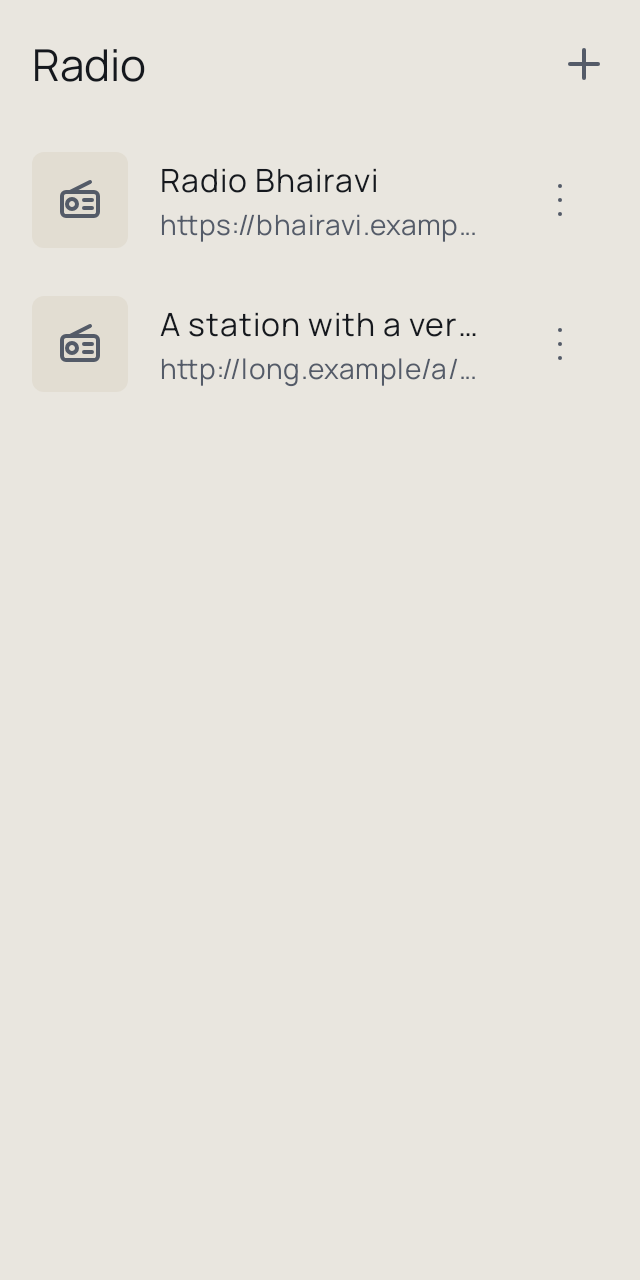 Radio
Radio Bhairavi
https://bhairavi.examp…
A station with a ver…
http://long.example/a/…